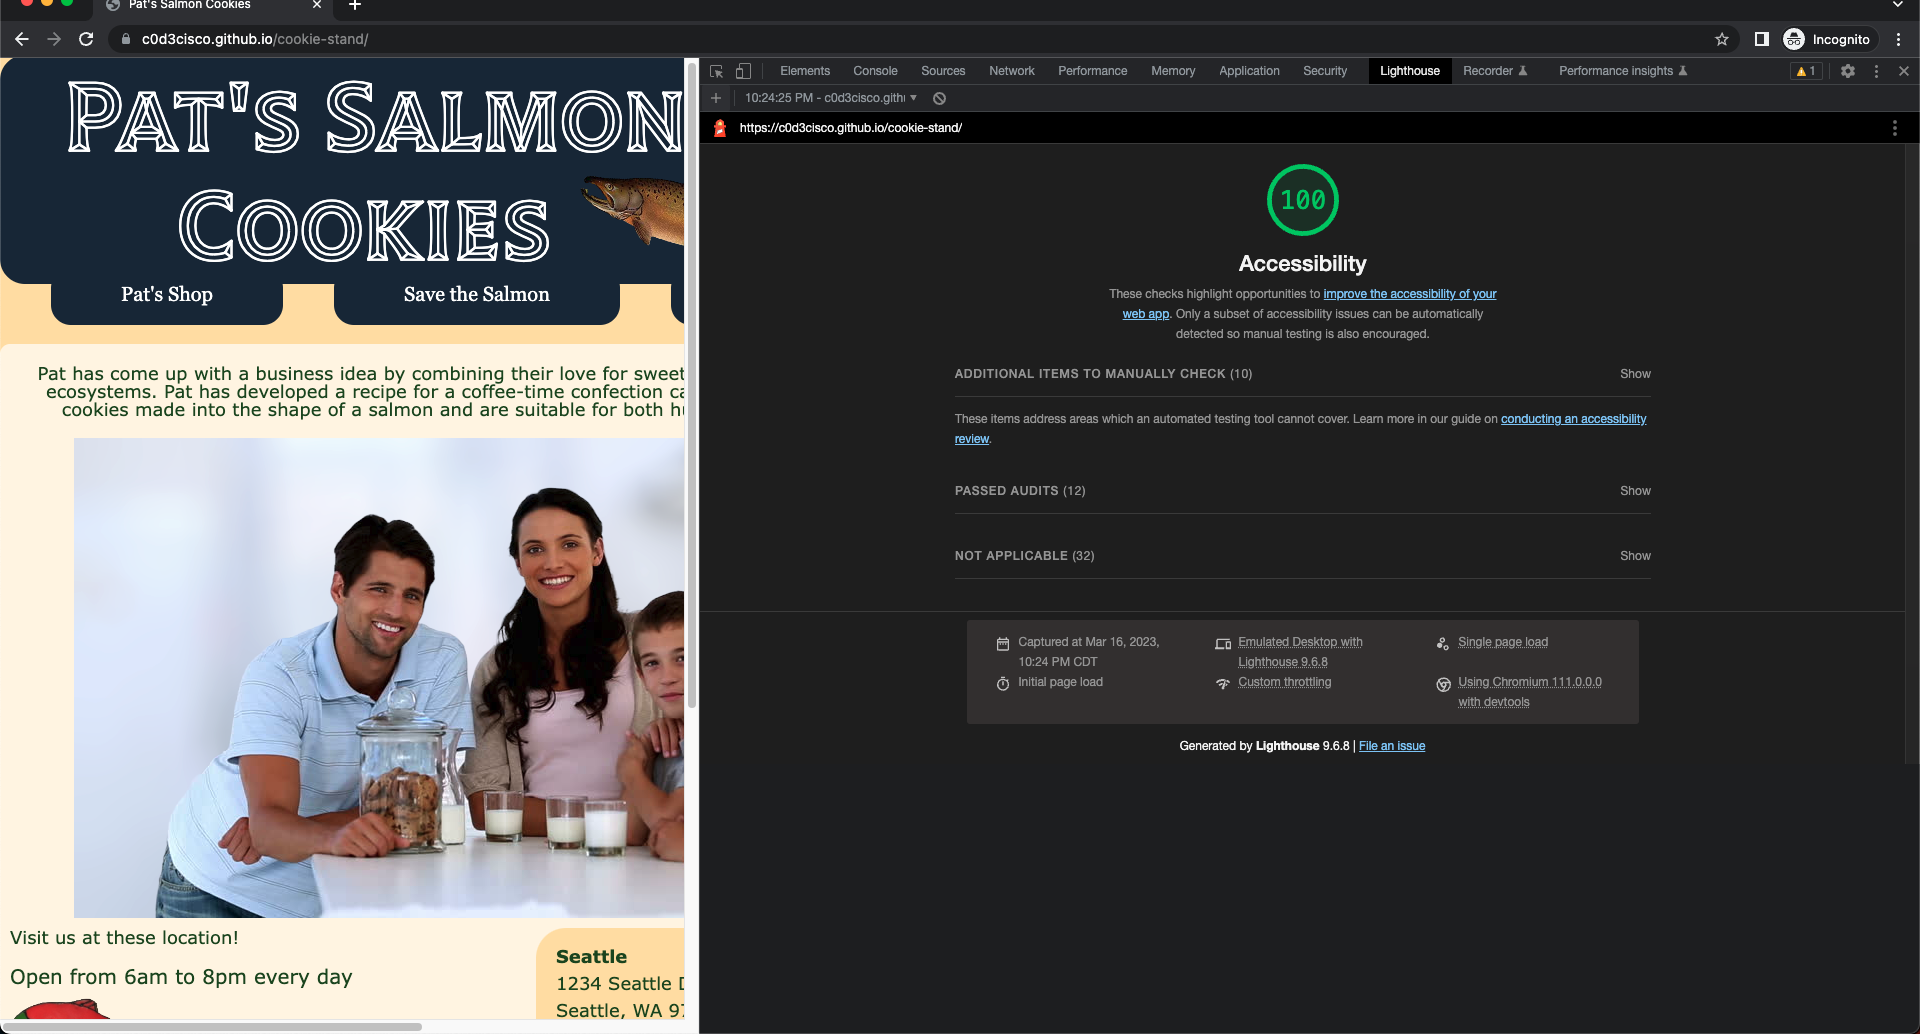 Pat's Salmon Cookies
c0d3cisco.github.io/cookie-stand/
Incognito
PAT'S SALMON
COOKIES
Pat's Shop
Save the Salmon
Pat has come up with a business idea by combining their love for sweet
ecosystems. Pat has developed a recipe for a coffee-time confection ca
cookies made into the shape of a salmon and are suitable for both h
Visit us at these location!
Open from 6am to 8pm every day
Seattle
1234 Seattle D
Seattle, WA 97
Elements Console Sources Network Performance Memory Application Security Lighthouse Recorder Performance insights 1
10:24:25 PM - c0d3cisco.githu
https://c0d3cisco.github.io/cookie-stand/
100
Accessibility
These checks highlight opportunities to improve the accessibility of your
web app. Only a subset of accessibility issues can be automatically
detected so manual testing is also encouraged.
ADDITIONAL ITEMS TO MANUALLY CHECK (10) Show
These items address areas which an automated testing tool cannot cover. Learn more in our guide on conducting an accessibility
review.
PASSED AUDITS (12) Show
NOT APPLICABLE (32) Show
Captured at Mar 16, 2023,
10:24 PM CDT
Initial page load
Emulated Desktop with
Lighthouse 9.6.8
Custom throttling
Single page load
Using Chromium 111.0.0.0
with devtools
Generated by Lighthouse 9.6.8 | File an issue